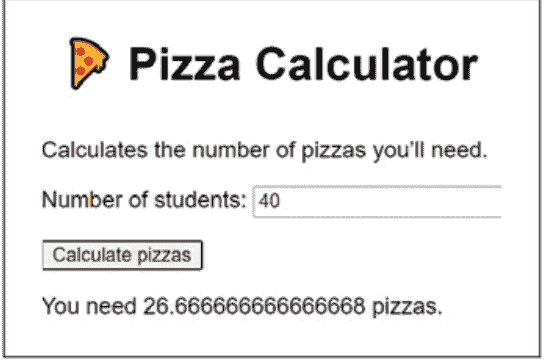 Pizza Calculator
Calculates the number of pizzas you'll need.
Number of students: 40
Calculate pizzas
You need 26.666666666666668 pizzas.